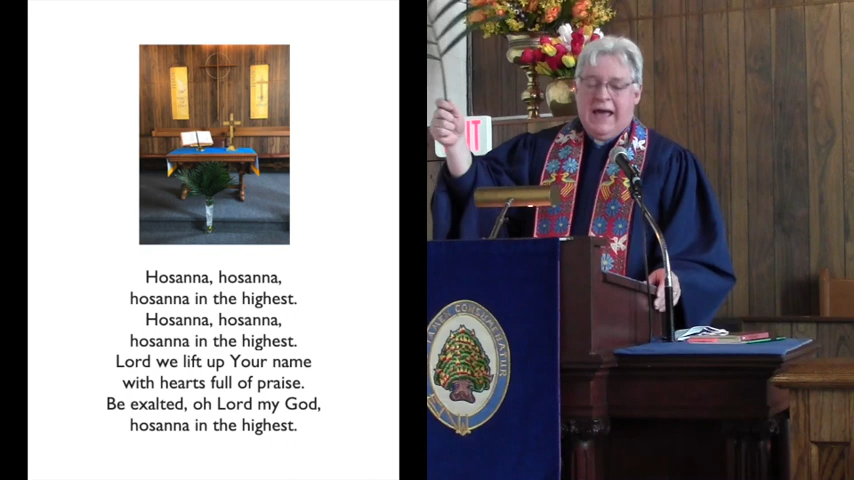 Hosanna, hosanna,
hosanna in the highest.
Hosanna, hosanna,
hosanna in the highest.
Lord we lift up Your name
with hearts full of praise.
Be exalted, oh Lord my God,
hosanna in the highest.